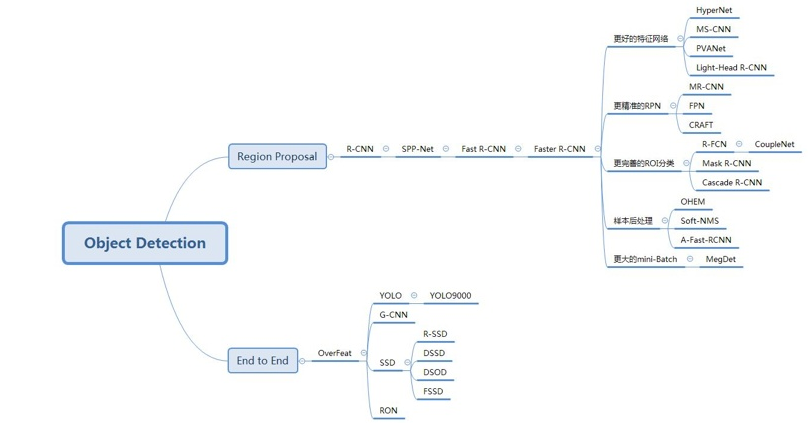 Object Detection
Region Proposal
R-CNN
SPP-Net
Fast R-CNN
Faster R-CNN
更好的特征网络
HyperNet
MS-CNN
PVANet
Light-Head R-CNN
更精准的RPN
MR-CNN
FPN
CRAFT
更完善的ROI分类
R-FCN
CoupleNet
Mask R-CNN
Cascade R-CNN
样本后处理
OHEM
Soft-NMS
A-Fast-RCNN
更大的mini-Batch
MegDet
End to End
OverFeat
YOLO
YOLO9000
G-CNN
SSD
R-SSD
DSSD
DSOD
FSSD
RON